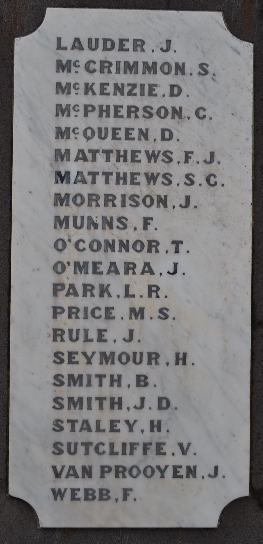 LAUDER. J.
McCRIMMON. S.
McKENZIE. D.
McPHERSON. C.
McQUEEN. D.
MATTHEWS. F. J.
MATTHEWS. S. C.
MORRISON. J.
MUNNS. F.
O'CONNOR. T.
O'MEARA. J.
PARK. L. R.
PRICE. M. S.
RULE. J.
SEYMOUR. H.
SMITH. B.
SMITH. J. D.
STALEY. H.
SUTCLIFFE. V.
VAN PROOYEN. J.
WEBB. F.